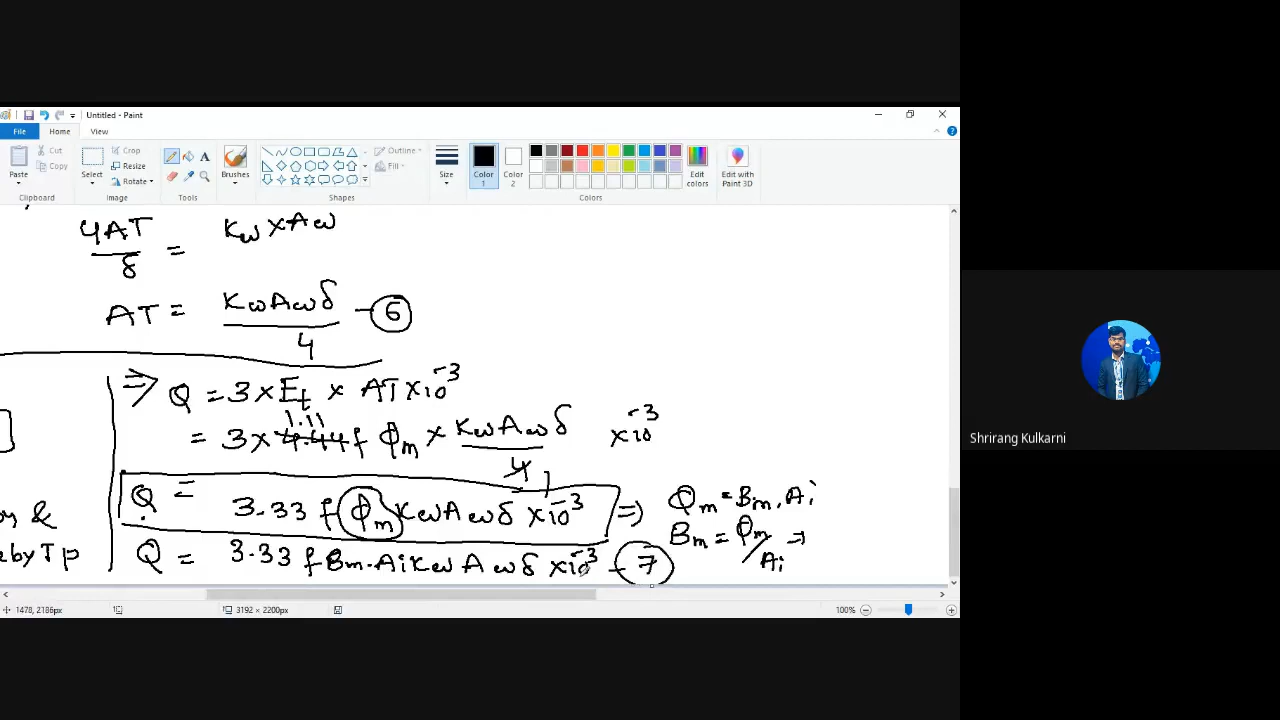 Untitled - Paint
File Home View
Paste
Cut
Copy
Clipboard
Select
Crop
Resize
Rotate
Image
Tools
Brushes
Shapes
Outline
Fill
Size
Color 1
Color 2
Edit colors
Edit with Paint 3D
Colors
4AT/δ = Kω × Aω
AT = KωAωδ/4 - ⑥
⇒ Q = 3 × Et × AT × 10⁻³
= 3 × 4.44 1.11 f Φm × KωAωδ/4 1 × 10⁻³
Q = 3.33 f Φm KωAωδ × 10⁻³ ⇒ Φm = Bm. Ai
Bm = Φm/Ai ⇒
Q = 3.33 f Bm. Ai Kω Aωδ × 10⁻³ - ⑦
&
by Tp
1478, 2186px
3192 × 2200px
100%
Shrirang Kulkarni